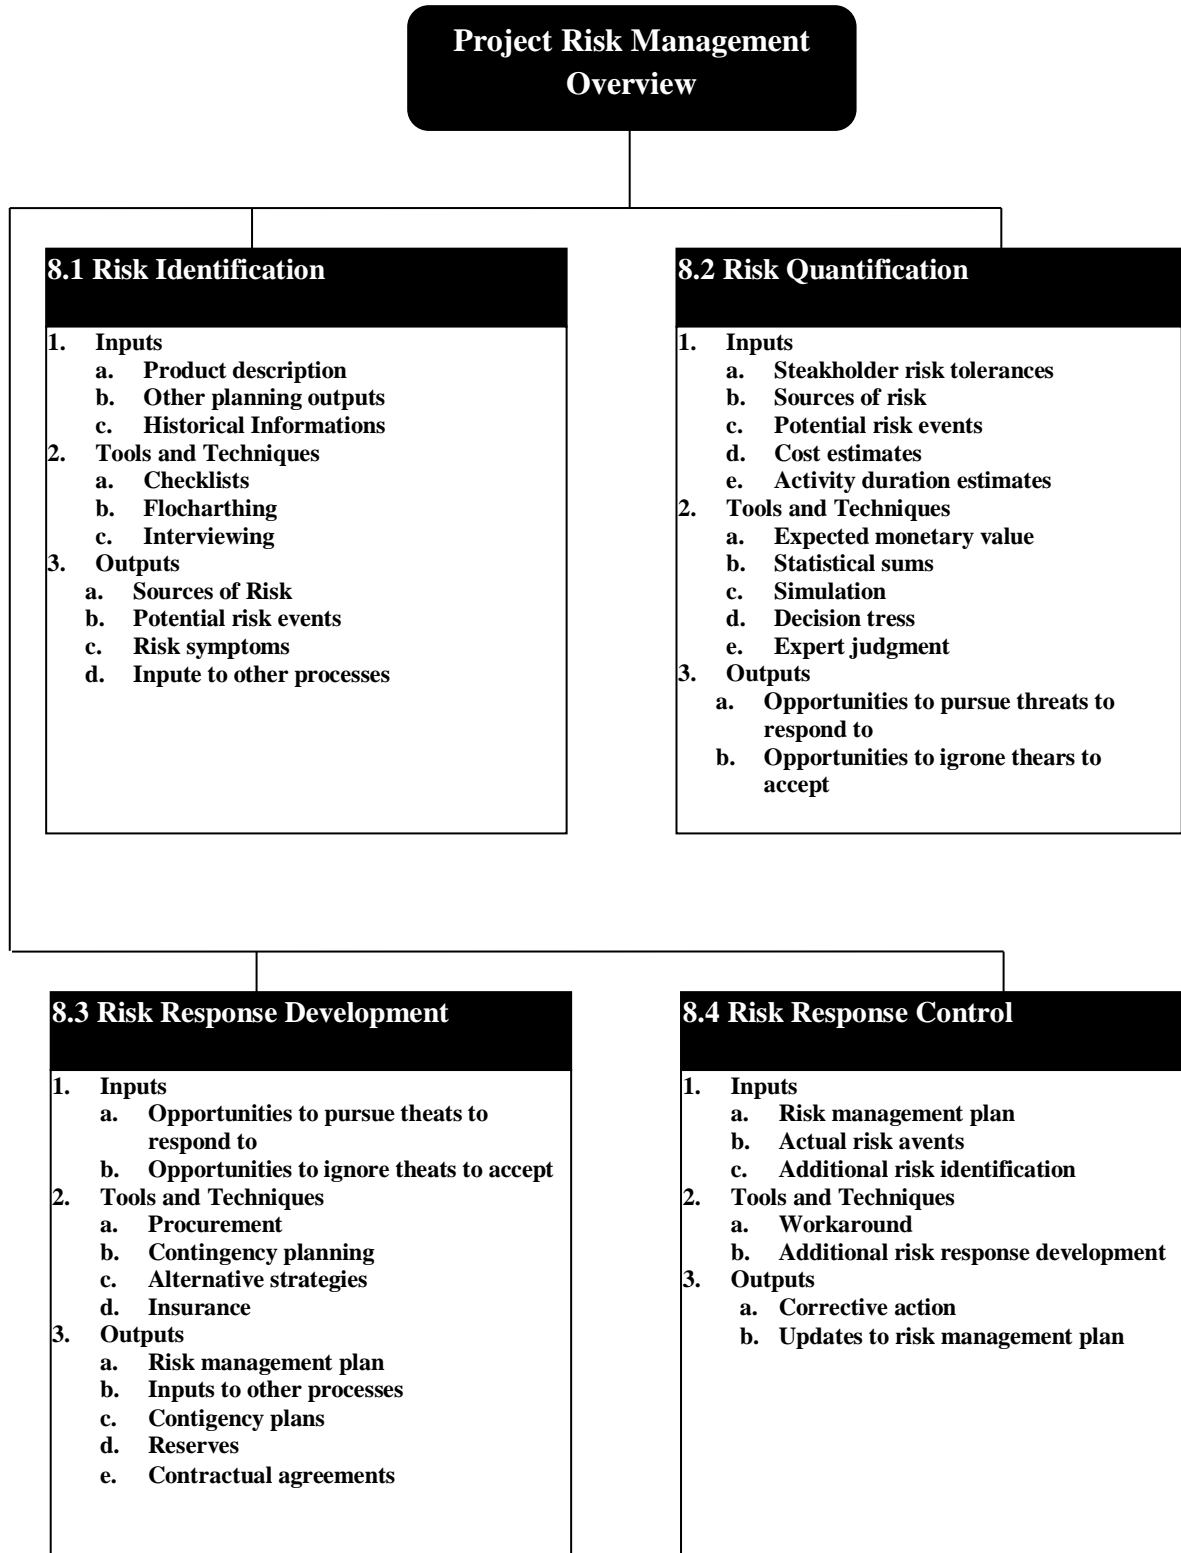 Project Risk Management
Overview
8.1 Risk Identification
1. Inputs
a. Product description
b. Other planning outputs
c. Historical Informations
2. Tools and Techniques
a. Checklists
b. Flocharthing
c. Interviewing
3. Outputs
a. Sources of Risk
b. Potential risk events
c. Risk symptoms
d. Inpute to other processes
8.2 Risk Quantification
1. Inputs
a. Steakholder risk tolerances
b. Sources of risk
c. Potential risk events
d. Cost estimates
e. Activity duration estimates
2. Tools and Techniques
a. Expected monetary value
b. Statistical sums
c. Simulation
d. Decision tress
e. Expert judgment
3. Outputs
a. Opportunities to pursue threats to
respond to
b. Opportunities to igrone thears to
accept
8.3 Risk Response Development
1. Inputs
a. Opportunities to pursue theats to
respond to
b. Opportunities to ignore theats to accept
2. Tools and Techniques
a. Procurement
b. Contingency planning
c. Alternative strategies
d. Insurance
3. Outputs
a. Risk management plan
b. Inputs to other processes
c. Contigency plans
d. Reserves
e. Contractual agreements
8.4 Risk Response Control
1. Inputs
a. Risk management plan
b. Actual risk avents
c. Additional risk identification
2. Tools and Techniques
a. Workaround
b. Additional risk response development
3. Outputs
a. Corrective action
b. Updates to risk management plan